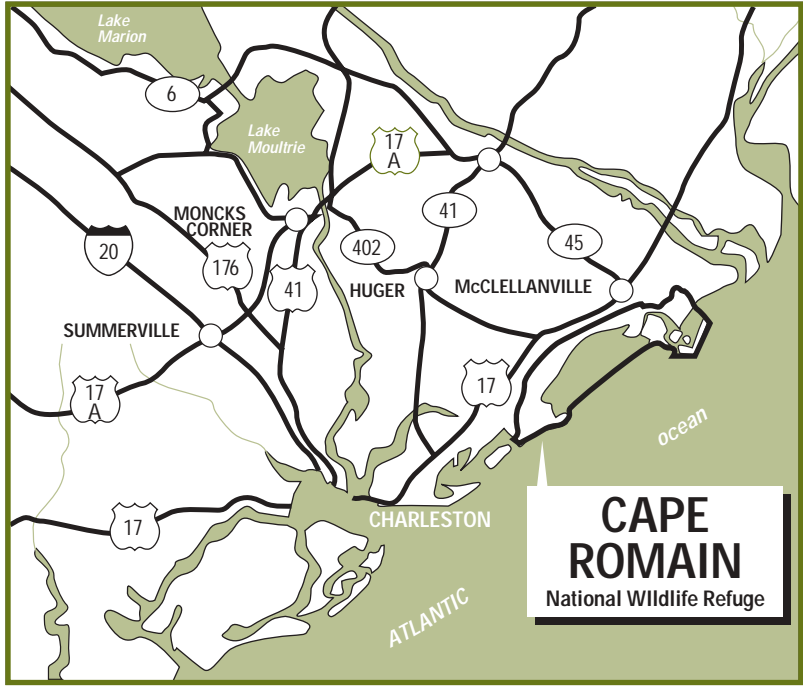 Lake
Marion
6
Lake
Moultrie
17
A
MONCKS
CORNER
41
20
176
402
45
41
HUGER
McCLELLANVILLE
SUMMERVILLE
17
A
17
ocean
17
CHARLESTON
CAPE
ROMAIN
National WIldlife Refuge
ATLANTIC